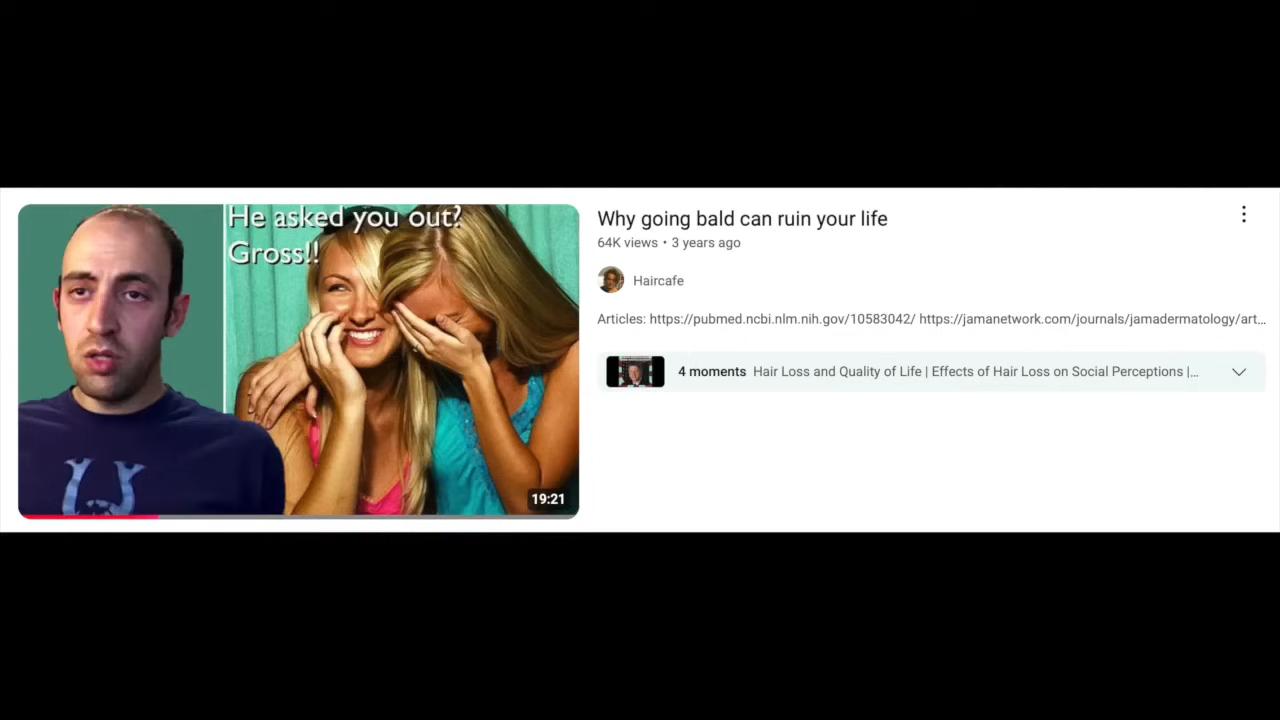 He asked you out?
Gross!!
19:21
Why going bald can ruin your life
64K views • 3 years ago
Haircafe
Articles: https://pubmed.ncbi.nlm.nih.gov/10583042/ https://jamanetwork.com/journals/jamadermatology/art...
4 moments Hair Loss and Quality of Life | Effects of Hair Loss on Social Perceptions |...